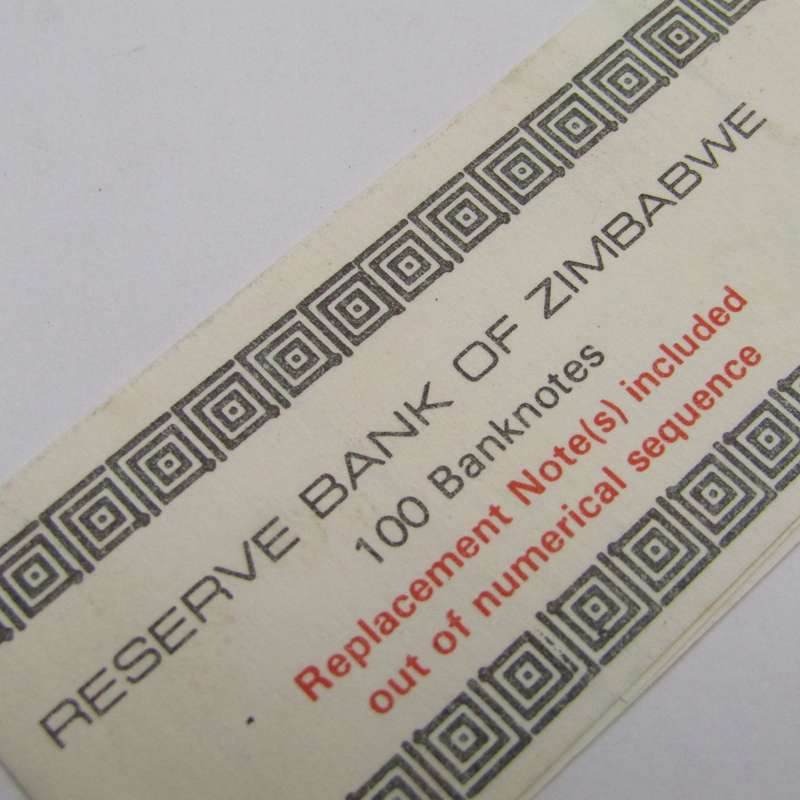 RESERVE BANK OF ZIMBABWE
100 Banknotes
Replacement Note(s) included
out of numerical sequence